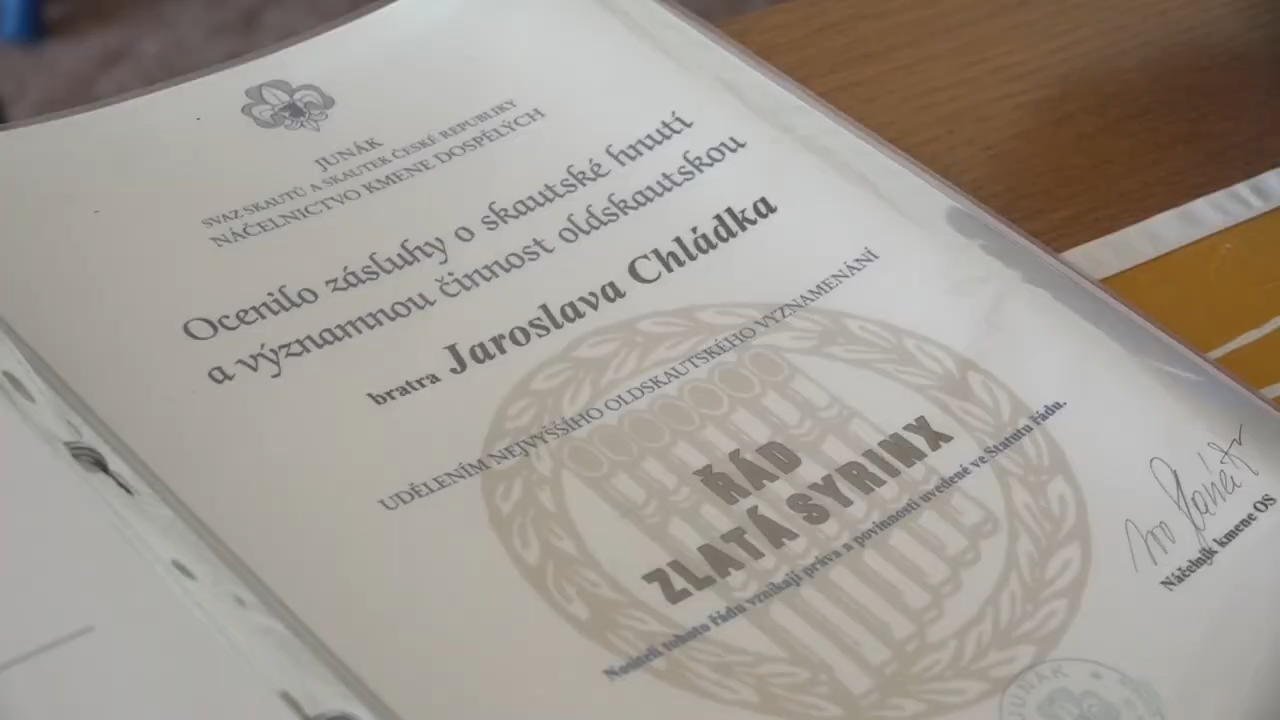 JUNÁK
SVAZ SKAUTŮ A SKAUTEK ČESKÉ REPUBLIKY
NÁČELNICTVO KMENE DOSPĚLÝCH
Ocenilo zásluhy o skautské hnutí
a významnou činnost oldskautskou
bratra Jaroslava Chládka
UDĚLENÍM NEJVYŠŠÍHO OLDSKAUTSKÉHO VYZNAMENÁNÍ
ŘÁD
ZLATÁ SYRINX
Nositeli tohoto řádu vznikají práva a povinnosti uvedené ve Statutu řádu.
Náčelník kmene OS
JUNÁK